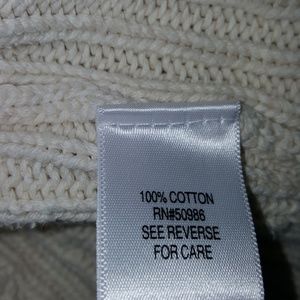 100% COTTON
RN#50986
SEE REVERSE
FOR CARE